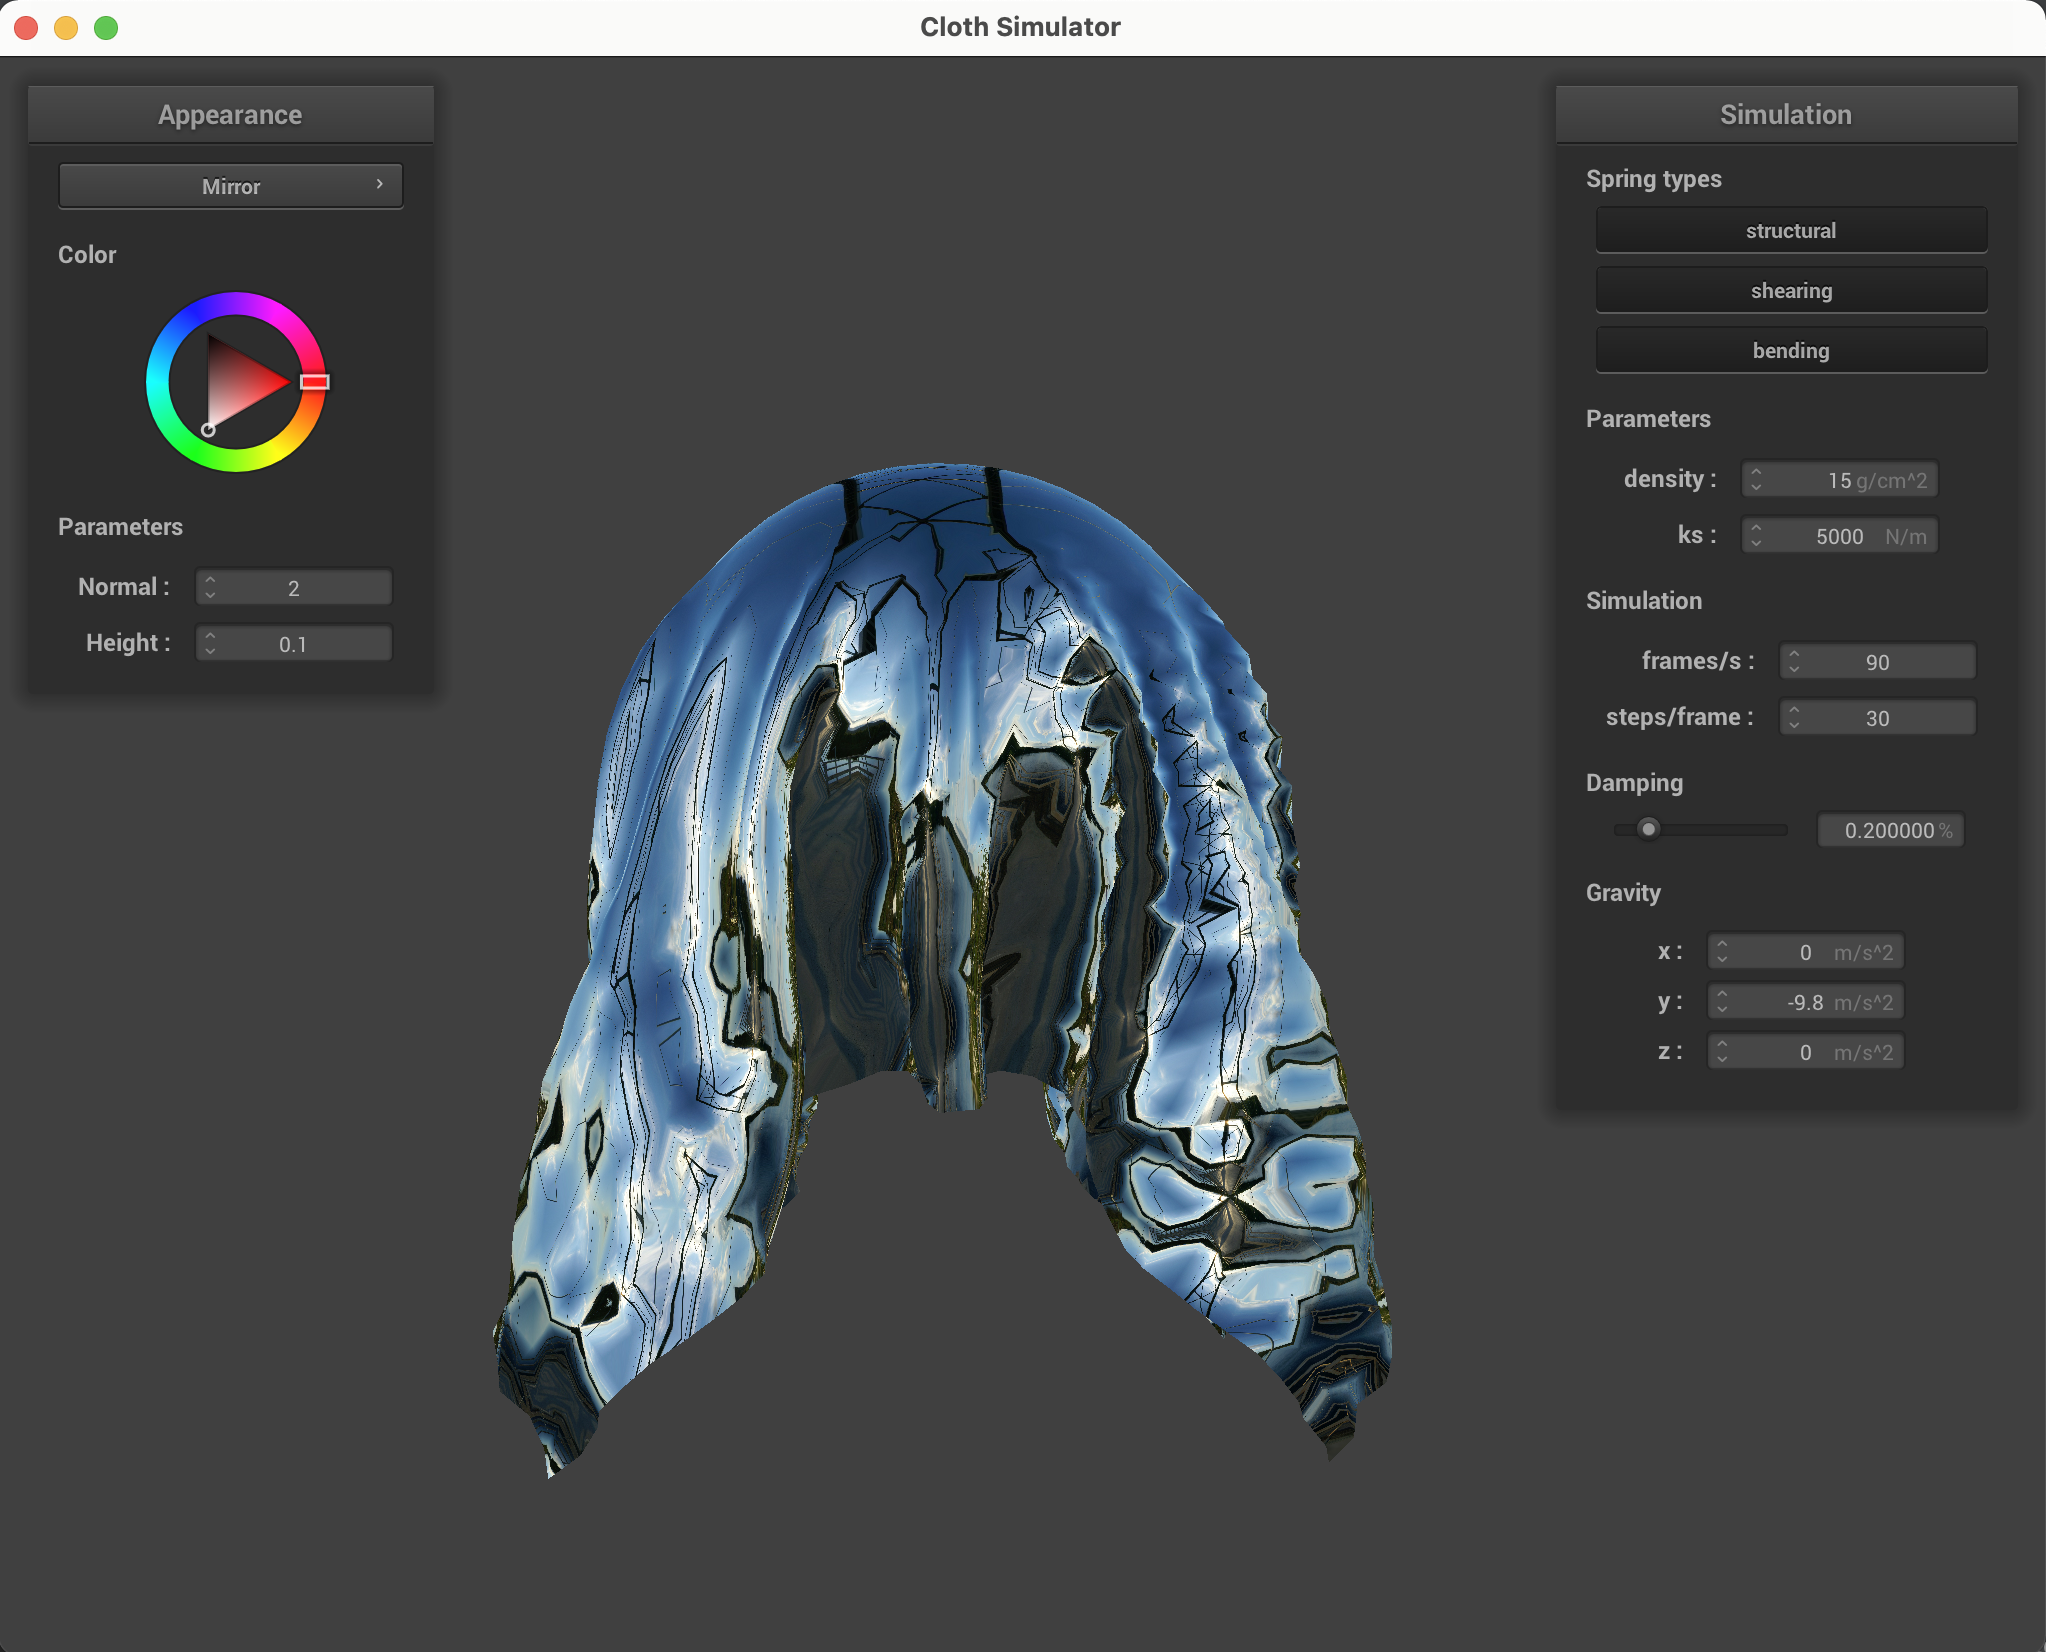 Cloth Simulator
Appearance
Mirror
Color
Parameters
Normal : 2
Height : 0.1
Simulation
Spring types
structural
shearing
bending
Parameters
density : 15 g/cm^2
ks : 5000 N/m
Simulation
frames/s : 90
steps/frame : 30
Damping
0.200000 %
Gravity
x : 0 m/s^2
y : -9.8 m/s^2
z : 0 m/s^2